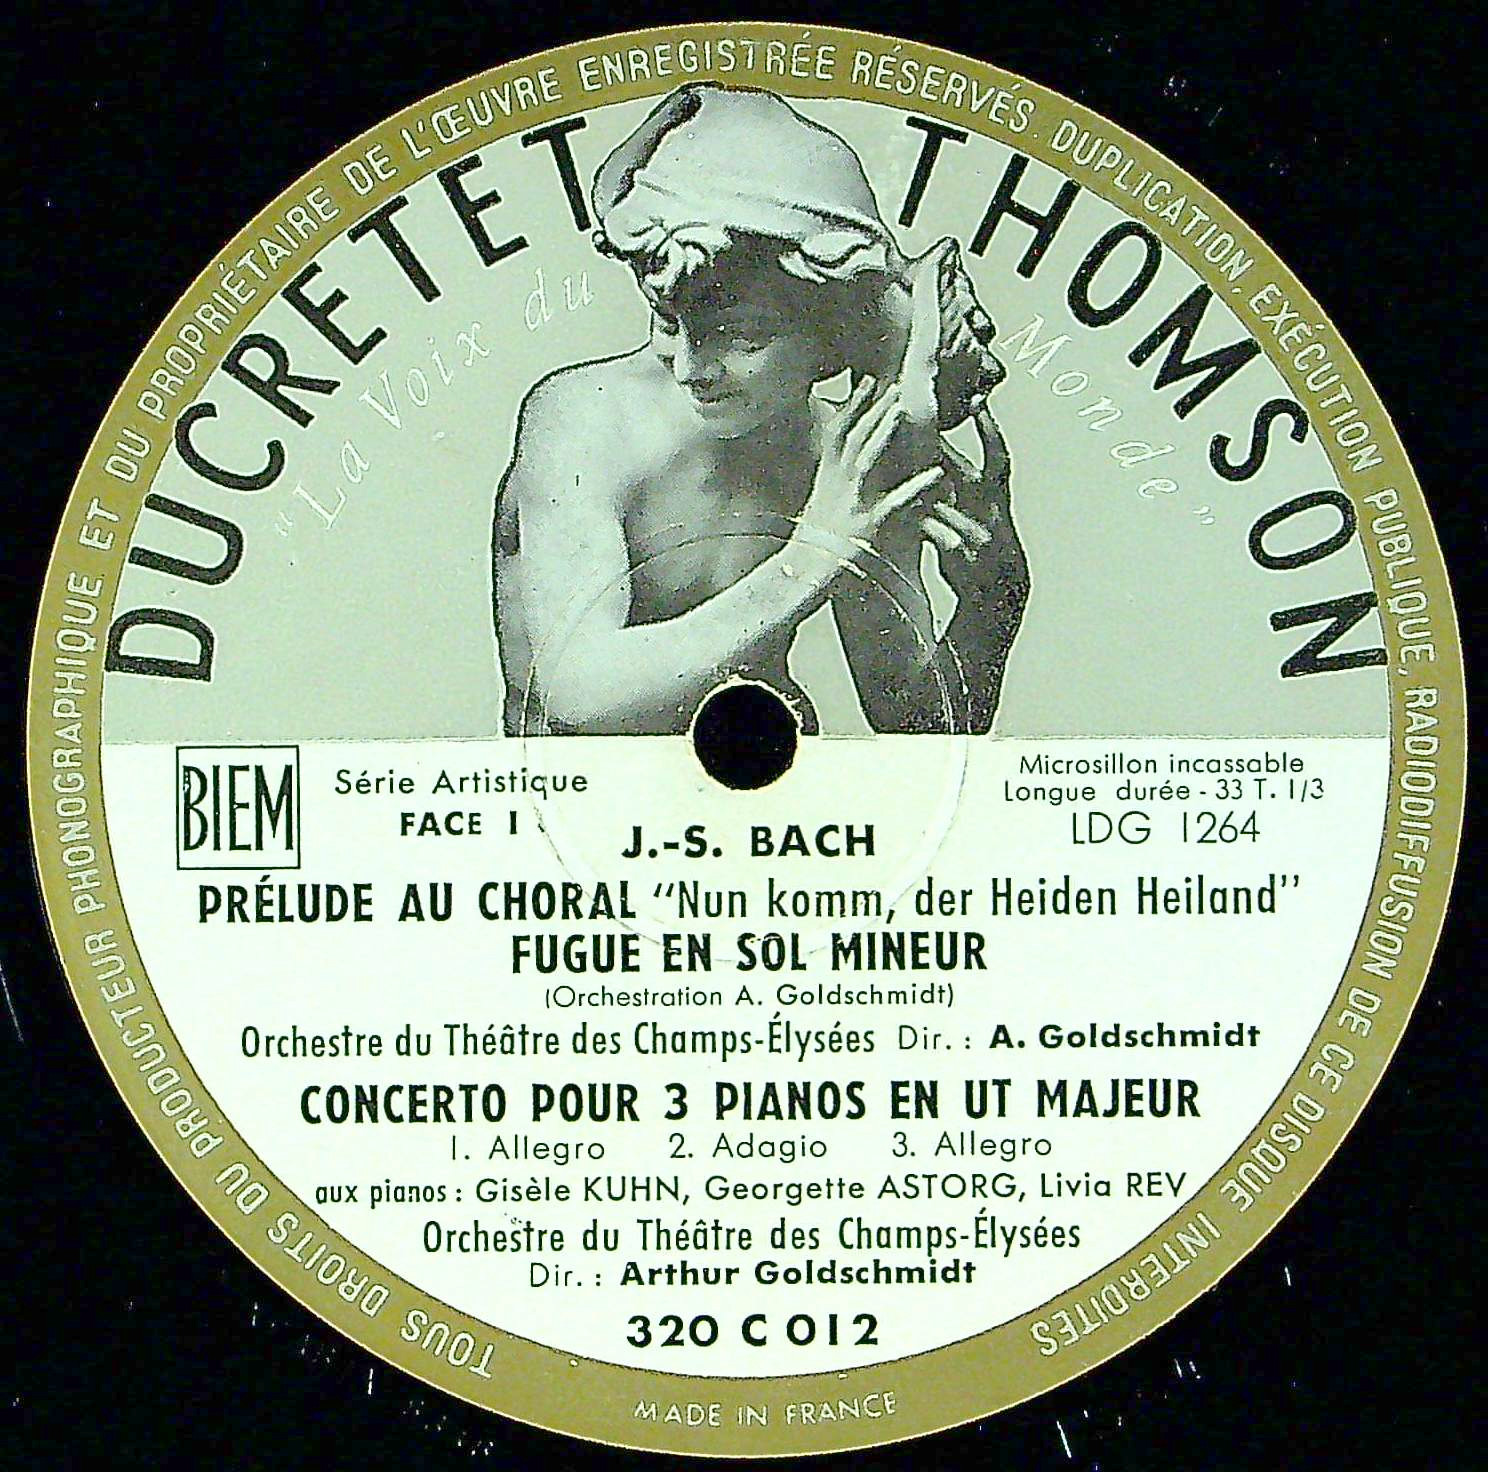 TOUS DROITS DU PRODUCTEUR PHONOGRAPHIQUE ET DU PROPRIÉTAIRE DE L'ŒUVRE ENREGISTRÉE RÉSERVÉS. DUPLICATION, EXÉCUTION PUBLIQUE, RADIODIFFUSION DE CE DISQUE INTERDITES
DUCRETET THOMSON
"La Voix du Monde"
BIEM
Série Artistique
FACE 1
Microsillon incassable
Longue durée - 33 T. 1/3
LDG 1264
J.-S. BACH
PRÉLUDE AU CHORAL "Nun komm, der Heiden Heiland"
FUGUE EN SOL MINEUR
(Orchestration A. Goldschmidt)
Orchestre du Théâtre des Champs-Élysées Dir. : A. Goldschmidt
CONCERTO POUR 3 PIANOS EN UT MAJEUR
1. Allegro 2. Adagio 3. Allegro
aux pianos : Gisèle KUHN, Georgette ASTORG, Livia REV
Orchestre du Théâtre des Champs-Élysées
Dir. : Arthur Goldschmidt
320 C 012
MADE IN FRANCE